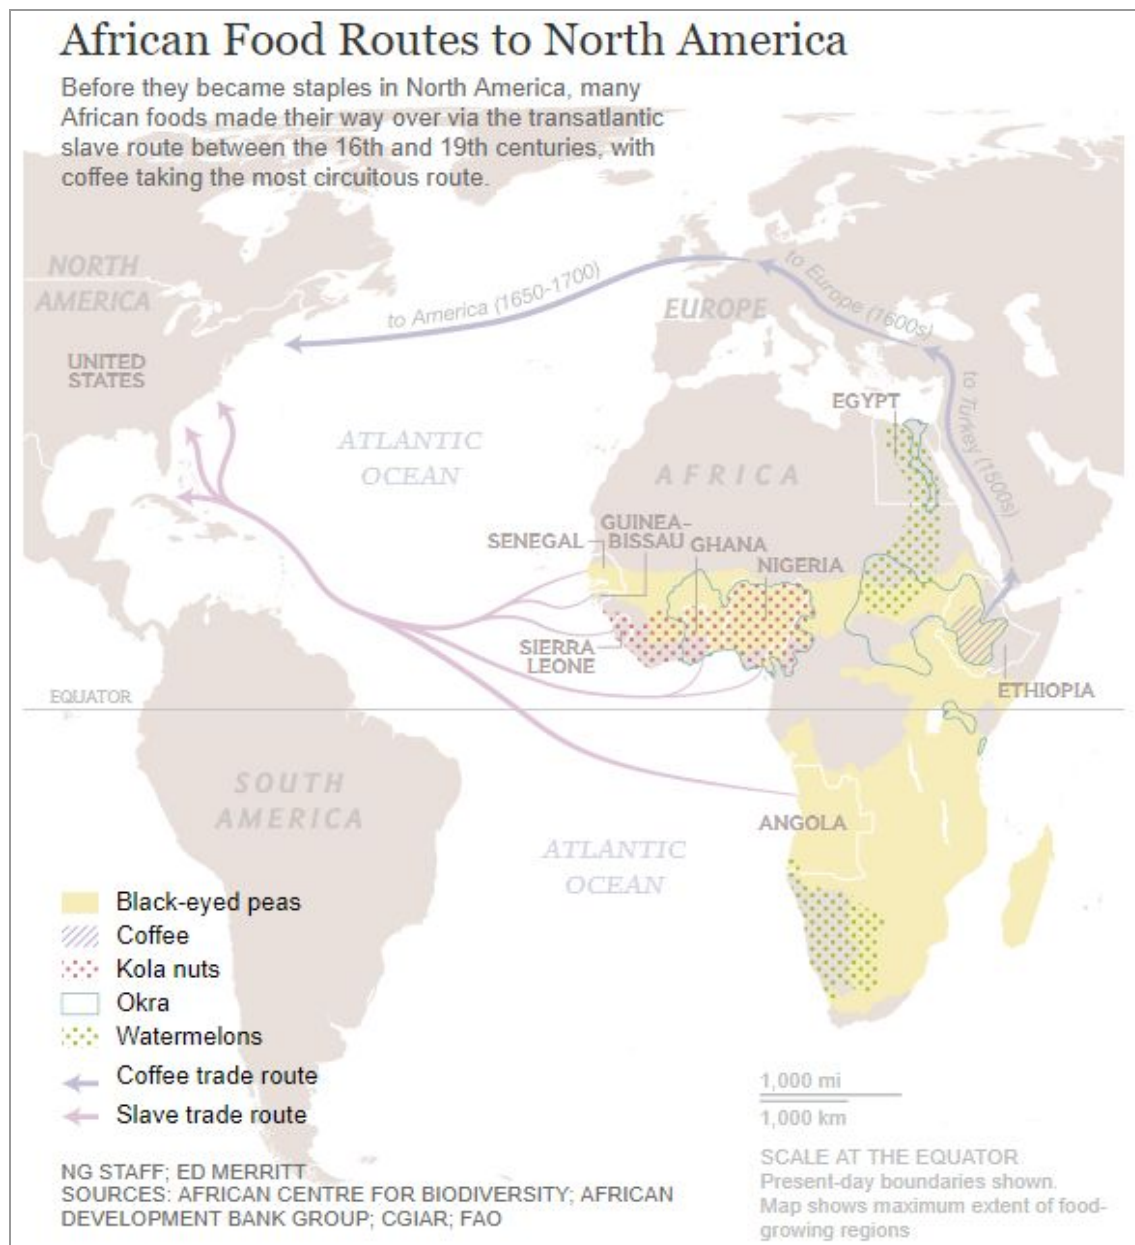 African Food Routes to North America
Before they became staples in North America, many
African foods made their way over via the transatlantic
slave route between the 16th and 19th centuries, with
coffee taking the most circuitous route.
NORTH
AMERICA
UNITED
STATES
to America (1650-1700)
to Europe (1600s)
EUROPE
to Turkey (1500s)
EGYPT
ATLANTIC
OCEAN
AFRICA
SENEGAL
GUINEA-
BISSAU
GHANA
NIGERIA
SIERRA
LEONE
ETHIOPIA
EQUATOR
SOUTH
AMERICA
ANGOLA
ATLANTIC
OCEAN
Black-eyed peas
Coffee
Kola nuts
Okra
Watermelons
Coffee trade route
Slave trade route
1,000 mi
1,000 km
SCALE AT THE EQUATOR
Present-day boundaries shown.
Map shows maximum extent of food-
growing regions
NG STAFF; ED MERRITT
SOURCES: AFRICAN CENTRE FOR BIODIVERSITY; AFRICAN
DEVELOPMENT BANK GROUP; CGIAR; FAO